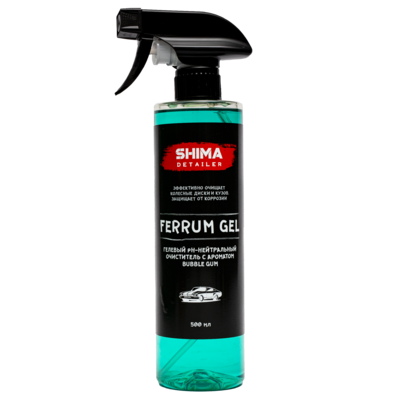 SHIMA
DETAILER
ЭФФЕКТИВНО ОЧИЩАЕТ
КОЛЕСНЫЕ ДИСКИ И КУЗОВ,
ЗАЩИЩАЕТ ОТ КОРРОЗИИ
FERRUM GEL
ГЕЛЕВЫЙ PH-НЕЙТРАЛЬНЫЙ
ОЧИСТИТЕЛЬ С АРОМАТОМ
BUBBLE GUM
500 мл